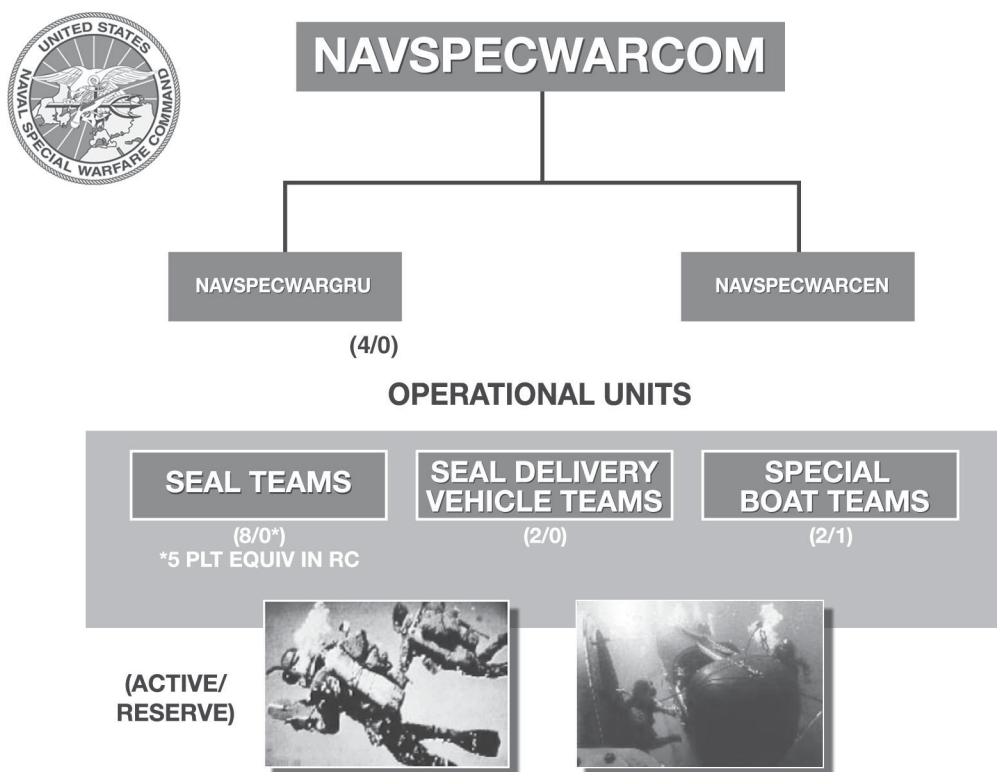 UNITED STATES
NAVAL SPECIAL WARFARE COMMAND
NAVSPECWARCOM
NAVSPECWARGRU
NAVSPECWARCEN
(4/0)
OPERATIONAL UNITS
SEAL TEAMS
SEAL DELIVERY
VEHICLE TEAMS
SPECIAL
BOAT TEAMS
(8/0*)
*5 PLT EQUIV IN RC
(2/0)
(2/1)
(ACTIVE/
RESERVE)